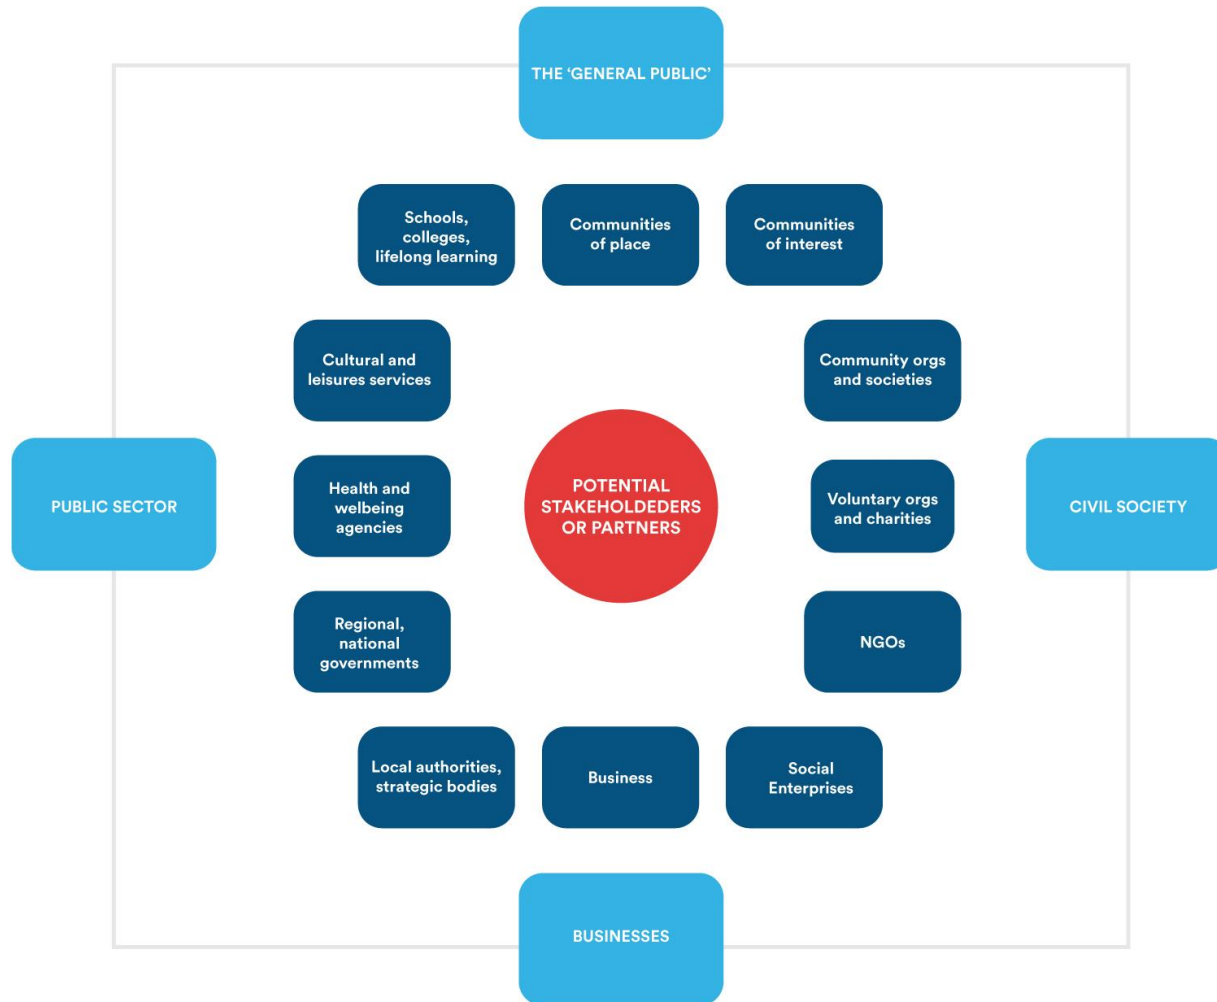 THE ‘GENERAL PUBLIC’
Schools,
colleges,
lifelong learning
Communities
of place
Communities
of interest
Cultural and
leisures services
Community orgs
and societies
PUBLIC SECTOR
Health and
welbeing
agencies
POTENTIAL
STAKEHOLDEDERS
OR PARTNERS
Voluntary orgs
and charities
CIVIL SOCIETY
Regional,
national
governments
NGOs
Local authorities,
strategic bodies
Business
Social
Enterprises
BUSINESSES